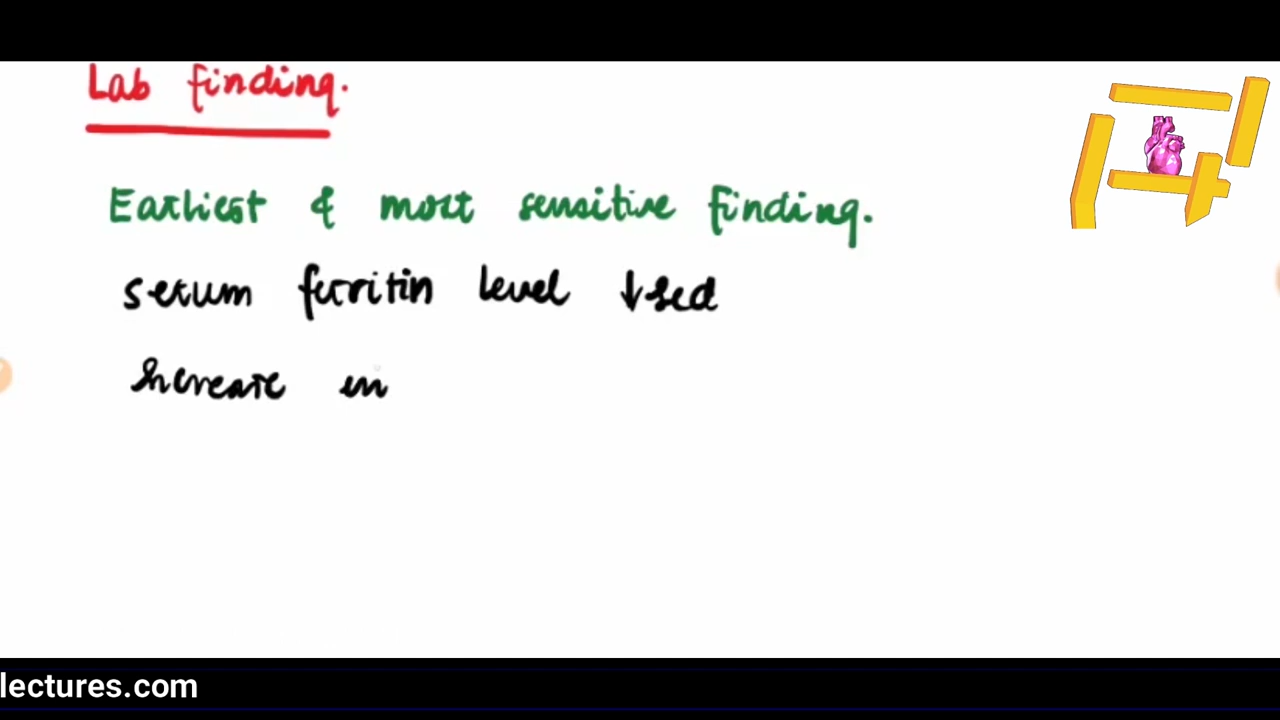 Lab finding.
Earliest & most sensitive finding.
serum ferritin level ↓sed
Increase in
lectures.com